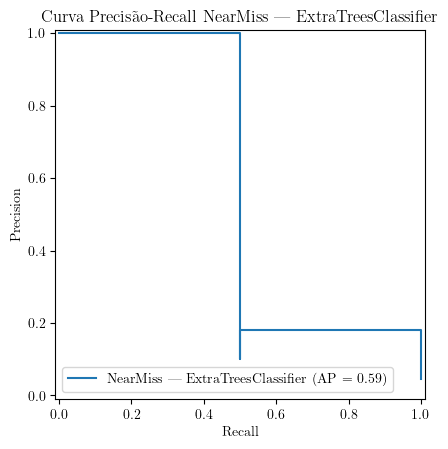 Curva Precisão-Recall NearMiss — ExtraTreesClassifier
1.0
0.8
0.6
0.4
0.2
0.0
Precision
NearMiss — ExtraTreesClassifier (AP = 0.59)
0.0 0.2 0.4 0.6 0.8 1.0
Recall